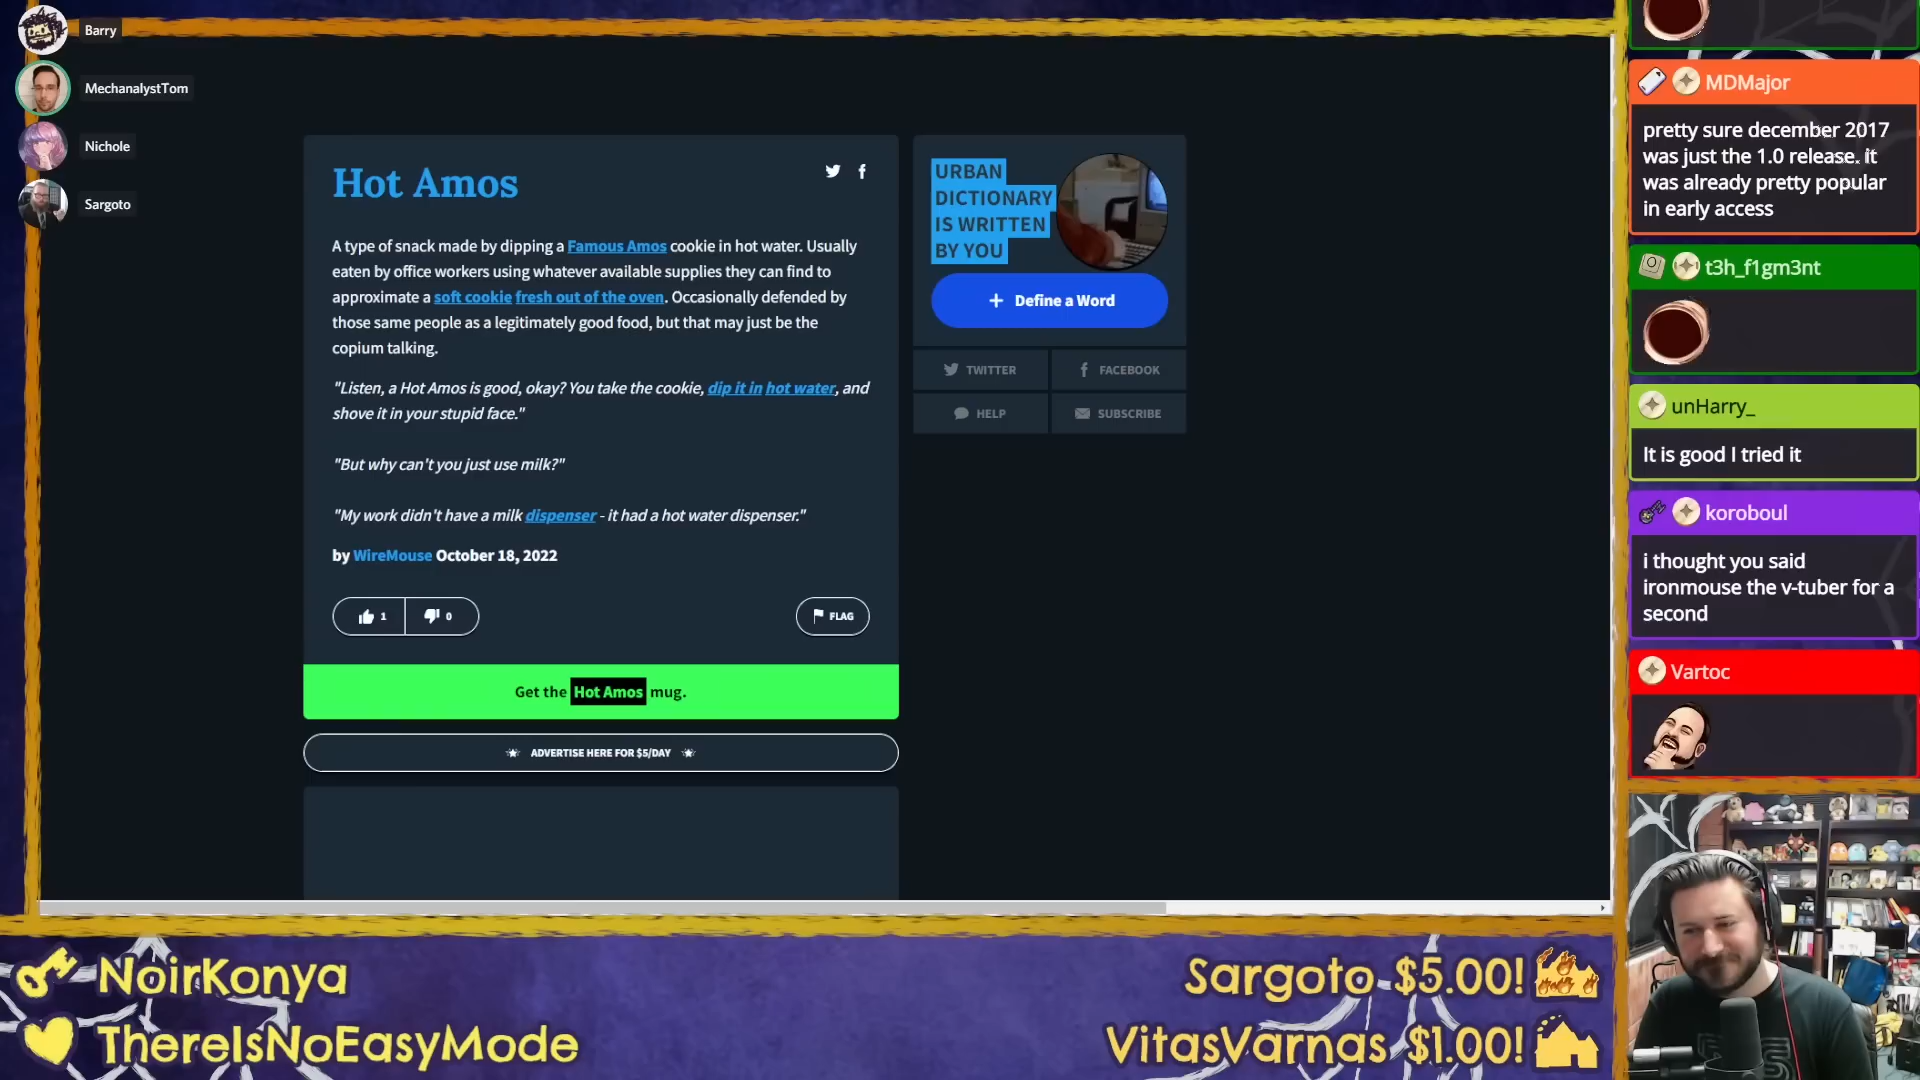 Barry
MechanalystTom
Nichole
Sargoto
Hot Amos
A type of snack made by dipping a Famous Amos cookie in hot water. Usually
eaten by office workers using whatever available supplies they can find to
approximate a soft cookie fresh out of the oven. Occasionally defended by
those same people as a legitimately good food, but that may just be the
copium talking.
"Listen, a Hot Amos is good, okay? You take the cookie, dip it in hot water, and
shove it in your stupid face."
"But why can't you just use milk?"
"My work didn't have a milk dispenser - it had a hot water dispenser."
by WireMouse October 18, 2022
1
0
FLAG
Get the Hot Amos mug.
ADVERTISE HERE FOR $5/DAY
URBAN
DICTIONARY
IS WRITTEN
BY YOU
+ Define a Word
TWITTER
FACEBOOK
HELP
SUBSCRIBE
MDMajor
pretty sure december 2017
was just the 1.0 release. it
was already pretty popular
in early access
t3h_f1gm3nt
unHarry_
It is good I tried it
koroboul
i thought you said
ironmouse the v-tuber for a
second
Vartoc
NoirKonya
ThereIsNoEasyMode
Sargoto $5.00!
VitasVarnas $1.00!